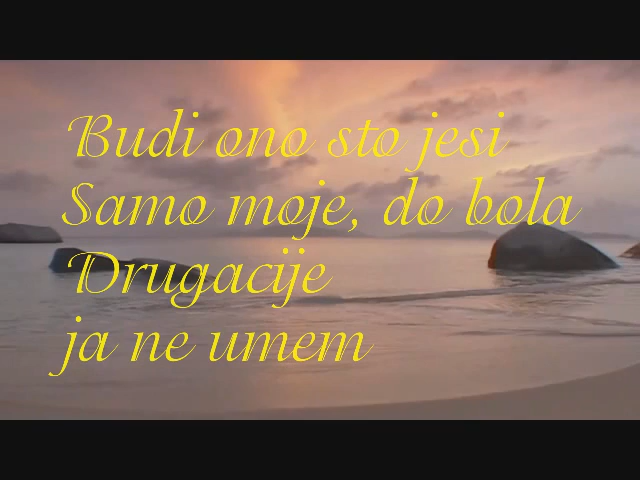 Budi ono sto jesi
Samo moje, do bola
Drugacije
ja ne umem